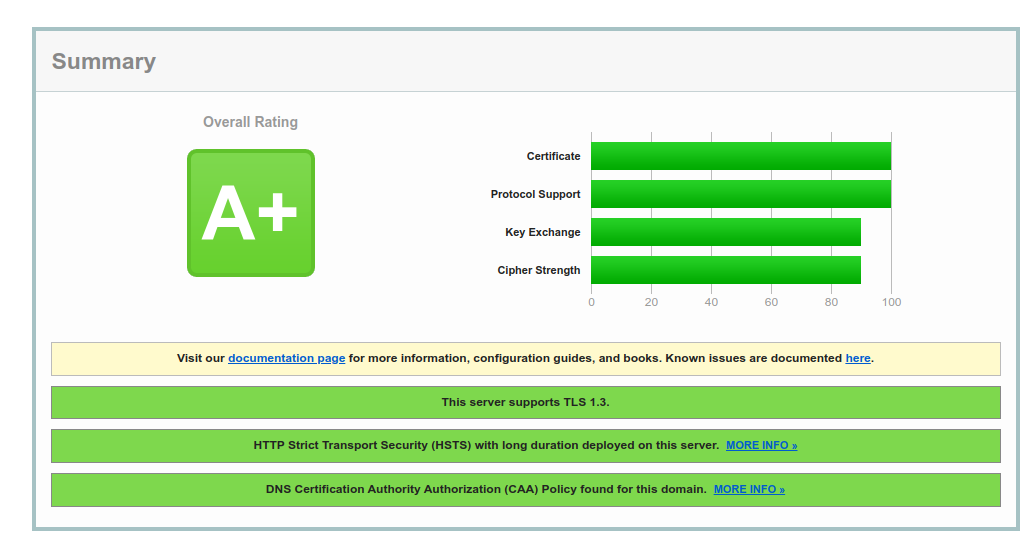 Summary
Overall Rating
A+
Certificate
Protocol Support
Key Exchange
Cipher Strength
0 20 40 60 80 100
Visit our documentation page for more information, configuration guides, and books. Known issues are documented here.
This server supports TLS 1.3.
HTTP Strict Transport Security (HSTS) with long duration deployed on this server. MORE INFO »
DNS Certification Authority Authorization (CAA) Policy found for this domain. MORE INFO »